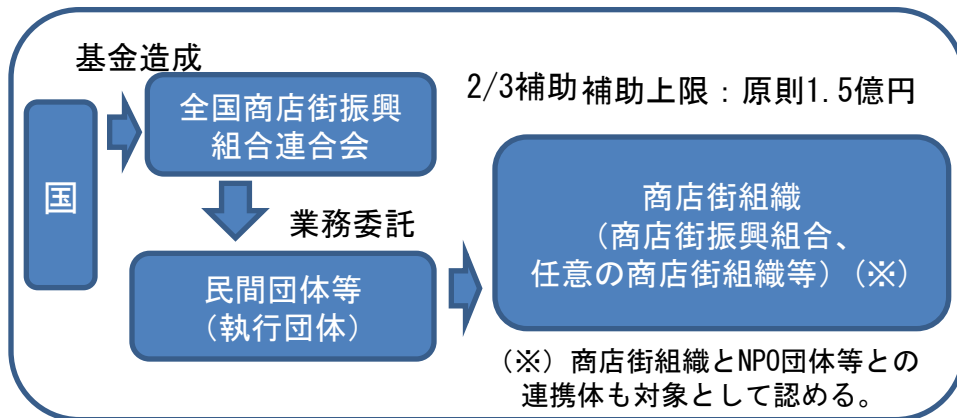 基金造成
国
全国商店街振興
組合連合会
業務委託
民間団体等
(執行団体)
2/3補助 補助上限：原則1.5億円
商店街組織
(商店街振興組合、
任意の商店街組織等)(※)
(※)商店街組織とNPO団体等との
連携体も対象として認める。